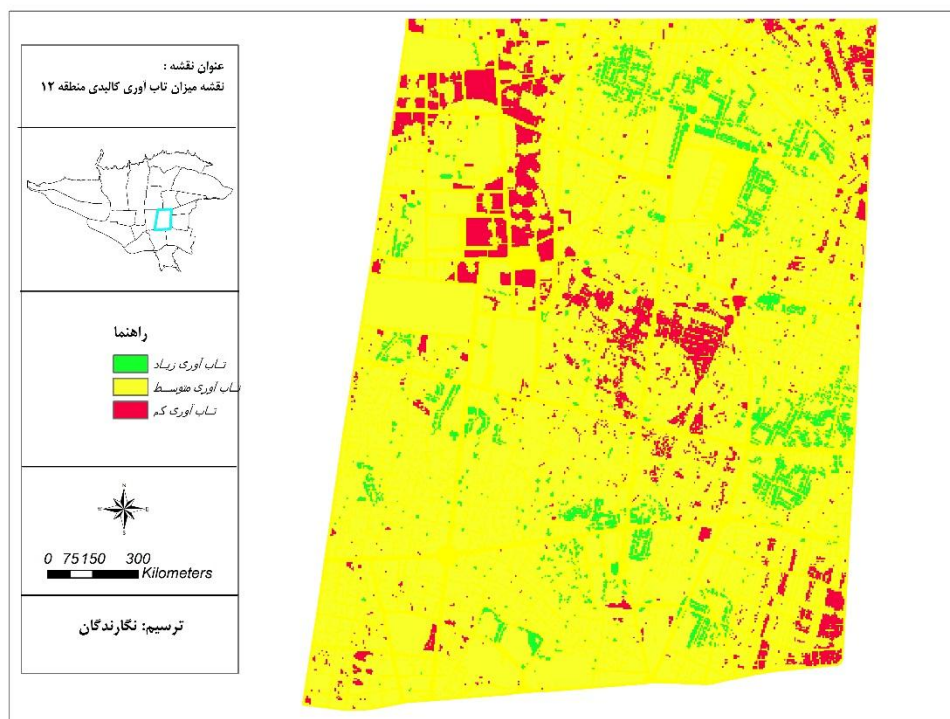 عنوان نقشه :
نقشه میزان تاب آوری کالبدی منطقه ۱۲
راهنما
تاب آوری زیاد
تاب آوری متوسط
تاب آوری کم
N
W E
S
0 75150 300
Kilometers
ترسیم: نگارندگان